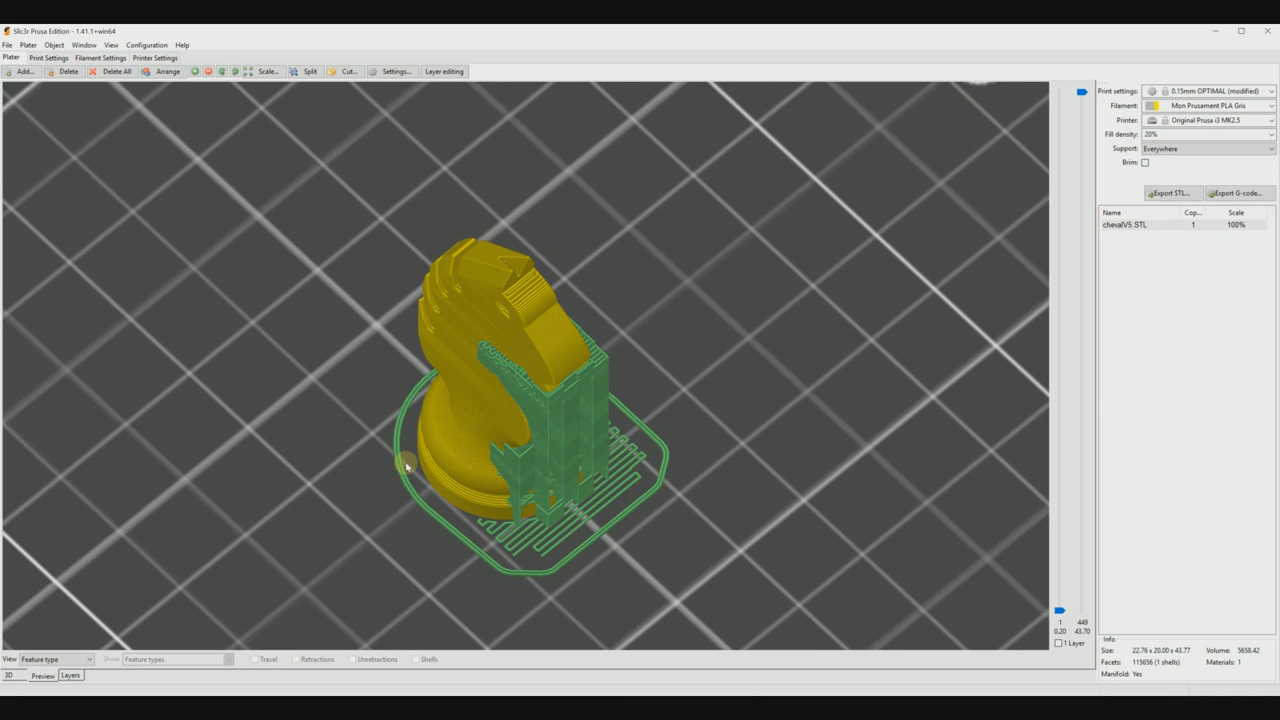 Slic3r Prusa Edition - 1.41.1+win64
File Plater Object Window View Configuration Help
Plater Print Settings Filament Settings Printer Settings
Add... Delete Delete All Arrange Scale... Split Cut... Settings... Layer editing
Print settings: 0.15mm OPTIMAL (modified)
Filament: Mon Prusament PLA Gris
Printer: Original Prusa i3 MK2.5
Fill density: 20%
Support: Everywhere
Brim:
Export STL... Export G-code...
Name Cop... Scale
chevalV5.STL 1 100%
1 449
0.20 43.70
1 Layer
Info
Size: 22.76 x 20.00 x 43.77 Volume: 5658.42
Facets: 115656 (1 shells) Materials: 1
Manifold: Yes
View Feature type Show Feature types Travel Retractions Unretractions Shells
3D Preview Layers